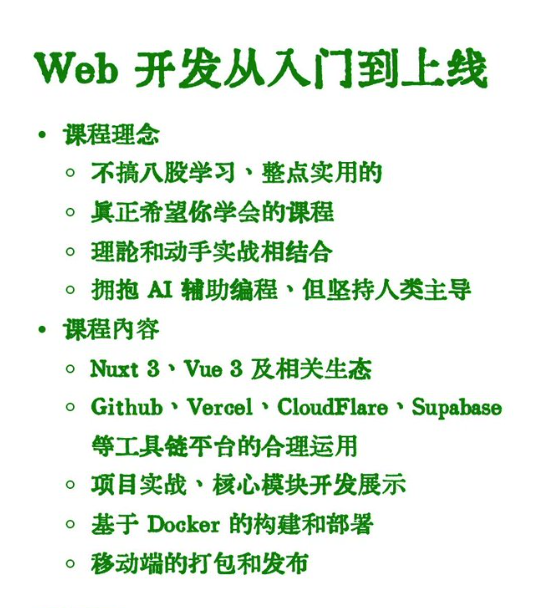 Web 开发从入门到上线
• 课程理念
◦ 不搞八股学习、整点实用的
◦ 眞正希望你学会的课程
◦ 理论和动手实战相结合
◦ 拥抱 AI 辅助编程、但坚持人类主导
• 课程內容
◦ Nuxt 3、Vue 3 及相关生态
◦ Github、Vercel、CloudFlare、Supabase
等工具链平台的合理运用
◦ 项目实战、核心模块开发展示
◦ 基于 Docker 的构建和部署
◦ 移动端的打包和发布